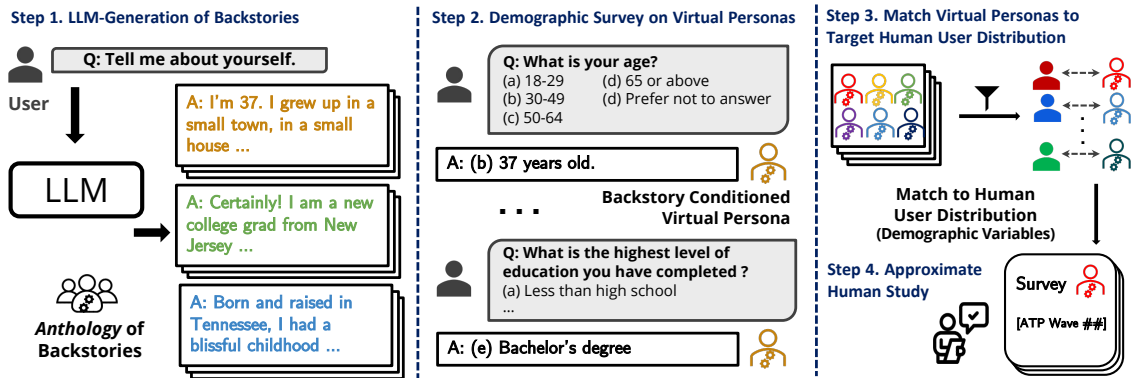 Step 1. LLM-Generation of Backstories
Q: Tell me about yourself.
User
A: I'm 37. I grew up in a
small town, in a small
house ...
LLM
A: Certainly! I am a new
college grad from New
Jersey ...
A: Born and raised in
Tennessee, I had a
blissful childhood ...
Anthology of
Backstories
Step 2. Demographic Survey on Virtual Personas
Q: What is your age?
(a) 18-29 (d) 65 or above
(b) 30-49 (d) Prefer not to answer
(c) 50-64
A: (b) 37 years old.
...
Backstory Conditioned
Virtual Persona
Q: What is the highest level of
education you have completed ?
(a) Less than high school
...
A: (e) Bachelor's degree
Step 3. Match Virtual Personas to
Target Human User Distribution
Match to Human
User Distribution
(Demographic Variables)
Step 4. Approximate
Human Study
Survey
[ATP Wave ##]